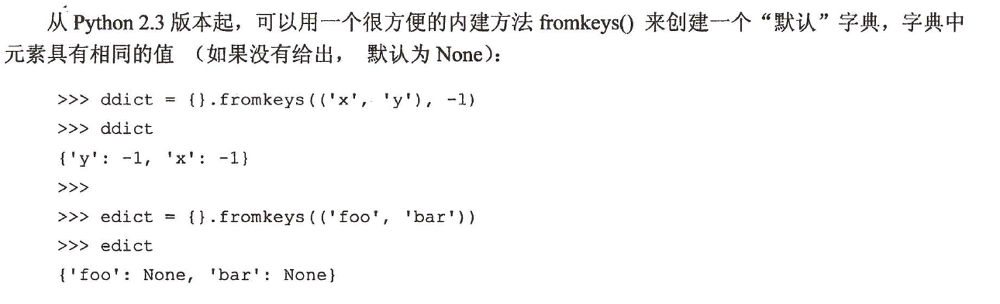 从 Python 2.3 版本起，可以用一个很方便的内建方法 fromkeys() 来创建一个“默认”字典，字典中
元素具有相同的值 （如果没有给出， 默认为 None）：
>>> ddict = {}.fromkeys(('x', 'y'), -1)
>>> ddict
{'y': -1, 'x': -1}
>>>
>>> edict = {}.fromkeys(('foo', 'bar'))
>>> edict
{'foo': None, 'bar': None}